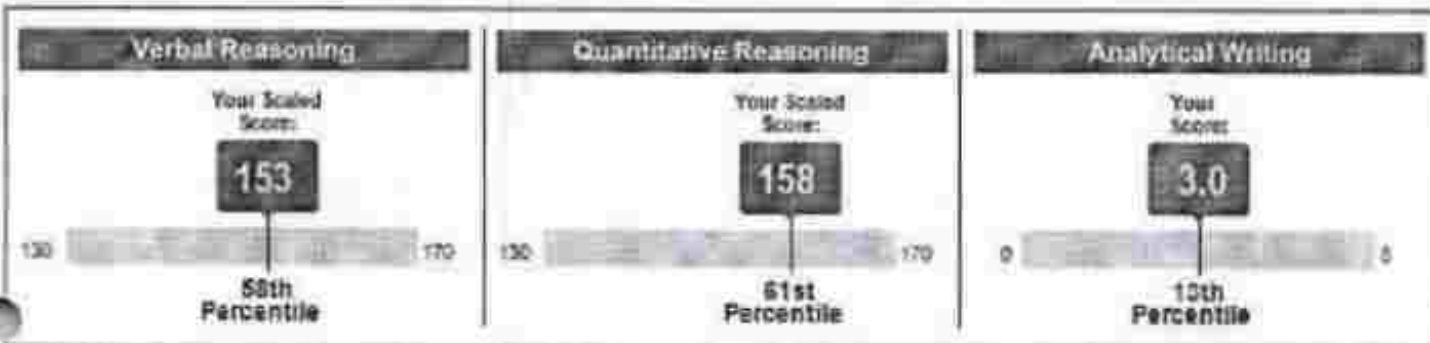 Verbal Reasoning
Your Scaled
Score:
153
130
170
58th
Percentile
Quantitative Reasoning
Your Scaled
Score:
158
130
170
61st
Percentile
Analytical Writing
Your
Score:
3.0
0
6
Percentile